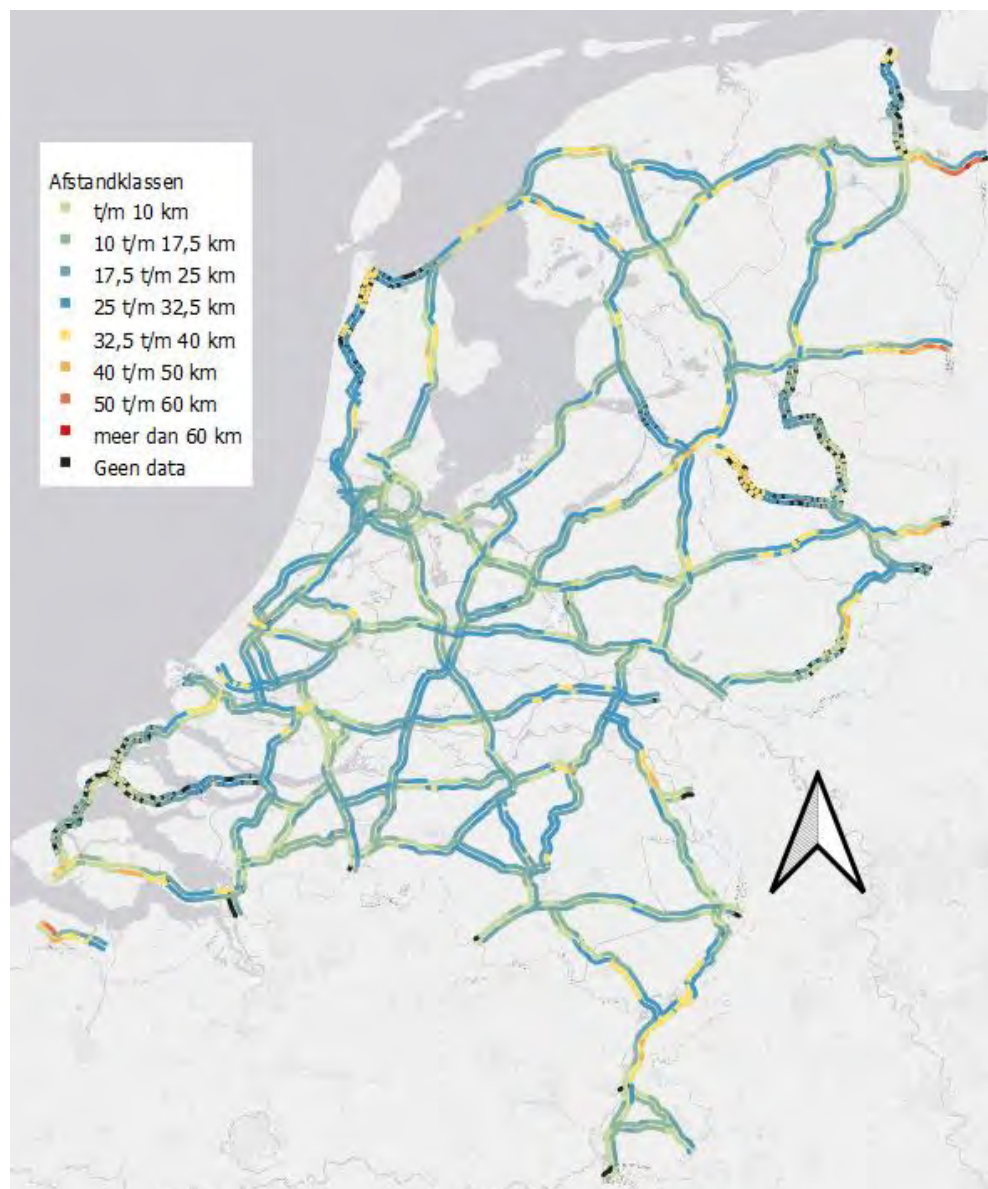 Afstandklassen
t/m 10 km
10 t/m 17,5 km
17,5 t/m 25 km
25 t/m 32,5 km
32,5 t/m 40 km
40 t/m 50 km
50 t/m 60 km
meer dan 60 km
Geen data